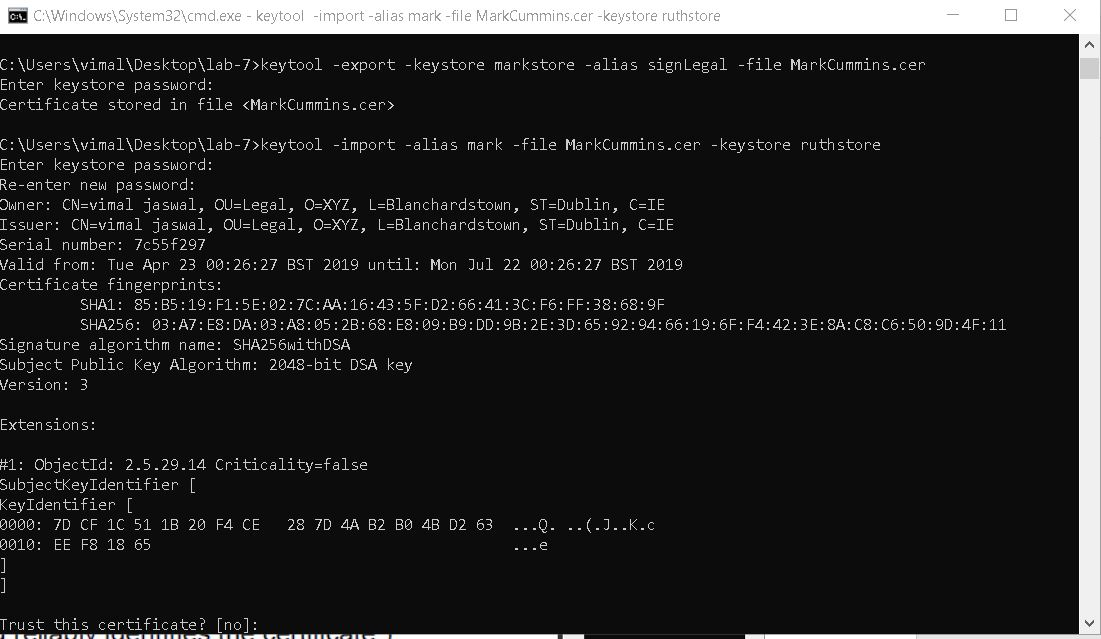 C:\Windows\System32\cmd.exe - keytool -import -alias mark -file MarkCummins.cer -keystore ruthstore
C:\Users\vimal\Desktop\lab-7>keytool -export -keystore markstore -alias signLegal -file MarkCummins.cer
Enter keystore password:
Certificate stored in file <MarkCummins.cer>
C:\Users\vimal\Desktop\lab-7>keytool -import -alias mark -file MarkCummins.cer -keystore ruthstore
Enter keystore password:
Re-enter new password:
Owner: CN=vimal jaswal, OU=Legal, O=XYZ, L=Blanchardstown, ST=Dublin, C=IE
Issuer: CN=vimal jaswal, OU=Legal, O=XYZ, L=Blanchardstown, ST=Dublin, C=IE
Serial number: 7c55f297
Valid from: Tue Apr 23 00:26:27 BST 2019 until: Mon Jul 22 00:26:27 BST 2019
Certificate fingerprints:
SHA1: 85:B5:19:F1:5E:02:7C:AA:16:43:5F:D2:66:41:3C:F6:FF:38:68:9F
SHA256: 03:A7:E8:DA:03:A8:05:2B:68:E8:09:B9:DD:9B:2E:3D:65:92:94:66:19:6F:F4:42:3E:8A:C8:C6:50:9D:4F:11
Signature algorithm name: SHA256withDSA
Subject Public Key Algorithm: 2048-bit DSA key
Version: 3
Extensions:
#1: ObjectId: 2.5.29.14 Criticality=false
SubjectKeyIdentifier [
KeyIdentifier [
0000: 7D CF 1C 51 1B 20 F4 CE   28 7D 4A B2 B0 4B D2 63  ...Q. ..(.J..K.c
0010: EE F8 18 65                                        ...e
]
]
Trust this certificate? [no]: